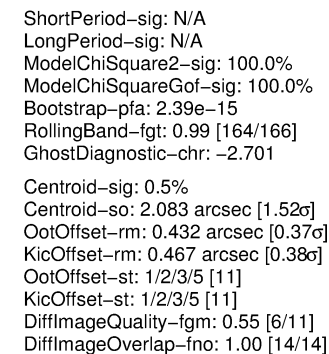 ShortPeriod-sig: N/A
LongPeriod-sig: N/A
ModelChiSquare2-sig: 100.0%
ModelChiSquareGof-sig: 100.0%
Bootstrap-pfa: 2.39e-15
RollingBand-fgt: 0.99 [164/166]
GhostDiagnostic-chr: -2.701
Centroid-sig: 0.5%
Centroid-so: 2.083 arcsec [1.52σ]
OotOffset-rm: 0.432 arcsec [0.37σ]
KicOffset-rm: 0.467 arcsec [0.38σ]
OotOffset-st: 1/2/3/5 [11]
KicOffset-st: 1/2/3/5 [11]
DiffImageQuality-fgm: 0.55 [6/11]
DiffImageOverlap-fno: 1.00 [14/14]